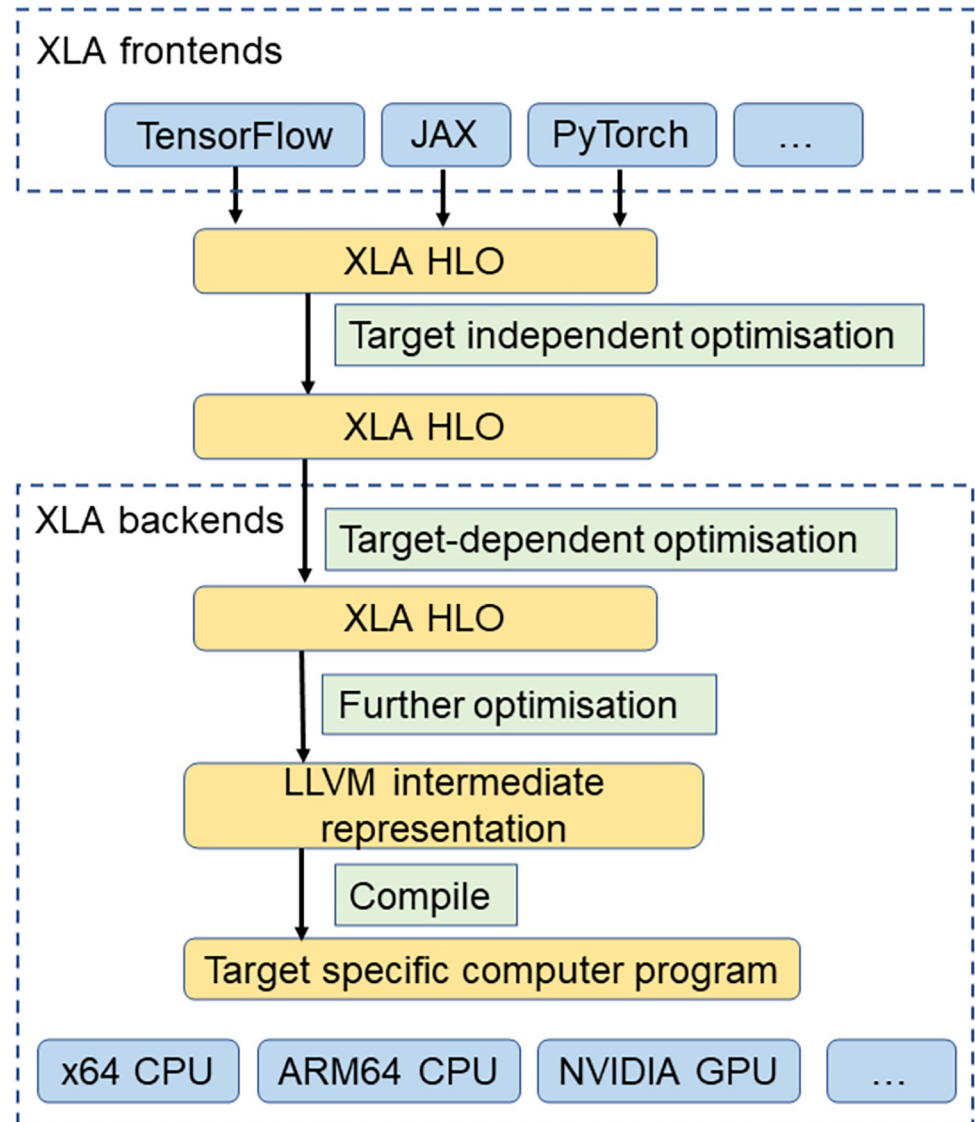 XLA frontends
TensorFlow
JAX
PyTorch
...
XLA HLO
Target independent optimisation
XLA HLO
XLA backends
Target-dependent optimisation
XLA HLO
Further optimisation
LLVM intermediate
representation
Compile
Target specific computer program
x64 CPU
ARM64 CPU
NVIDIA GPU
...